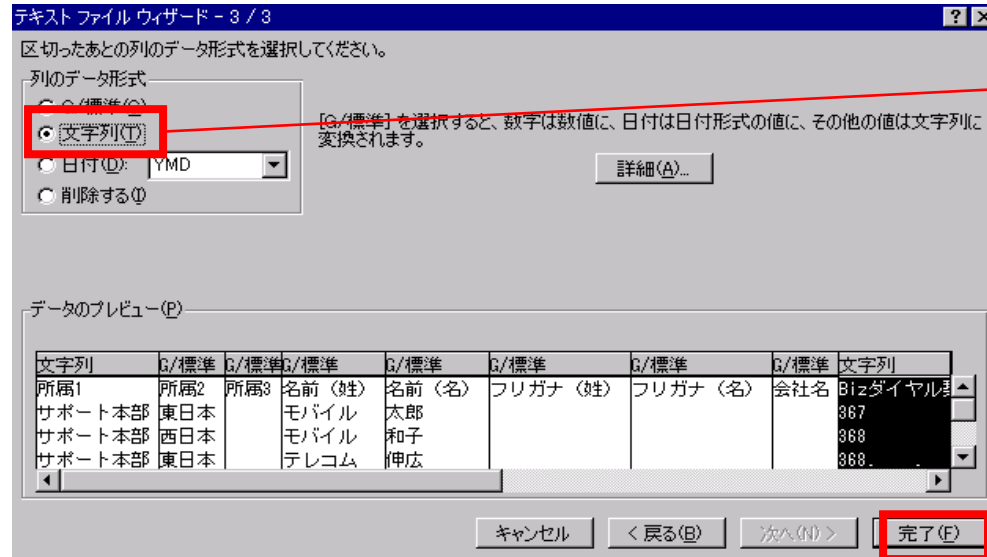 テキスト ファイル ウィザード - 3 / 3
区切ったあとの列のデータ形式を選択してください。
列のデータ形式
G/標準(G)
文字列(T)
日付(D): YMD
削除する(I)
[G/標準] を選択すると、数字は数値に、日付は日付形式の値に、その他の値は文字列に
変換されます。
詳細(A)...
データのプレビュー(P)
文字列 G/標準 G/標準 G/標準 G/標準 G/標準 G/標準 G/標準 文字列
所属1 所属2 所属3 名前（姓） 名前（名） フリガナ（姓） フリガナ（名） 会社名 Bizダイヤル
サポート本部 東日本 モバイル 太郎 367
サポート本部 西日本 モバイル 和子 368
サポート本部 東日本 テレコム 伸広 368.
キャンセル < 戻る(B) 次へ(N) > 完了(F)